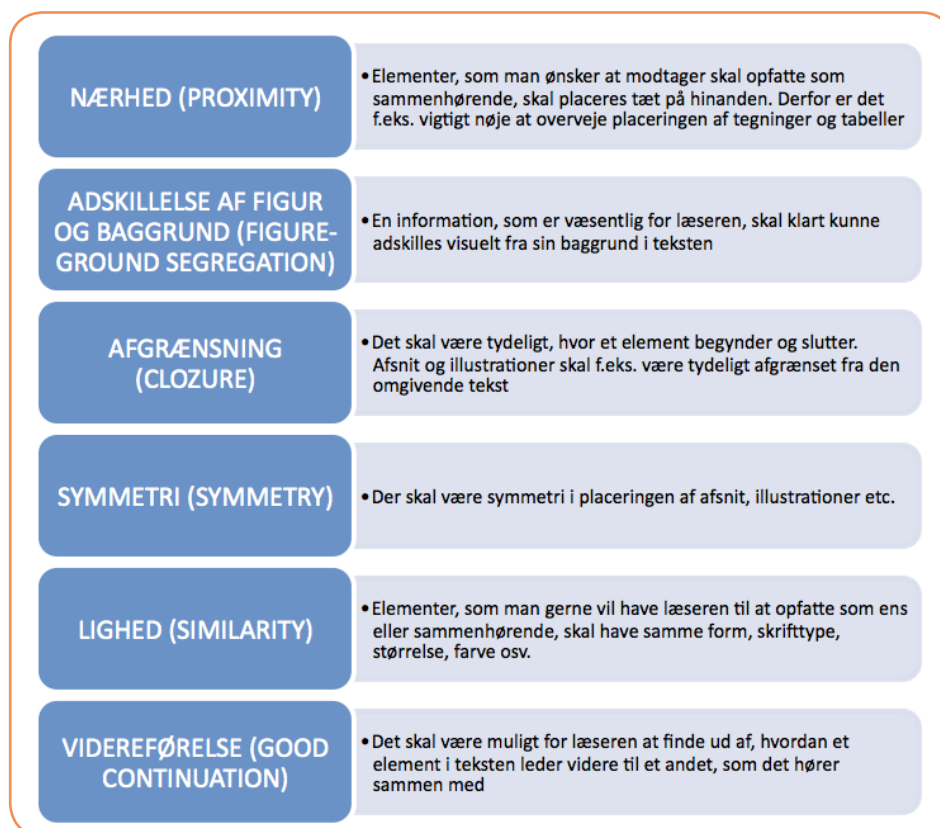 NÆRHED (PROXIMITY)
•Elementer, som man ønsker at modtager skal opfatte som
sammenhørende, skal placeres tæt på hinanden. Derfor er det
f.eks. vigtigt nøje at overveje placeringen af tegninger og tabeller
ADSKILLELSE AF FIGUR
OG BAGGRUND (FIGURE-
GROUND SEGREGATION)
•En information, som er væsentlig for læseren, skal klart kunne
adskilles visuelt fra sin baggrund i teksten
AFGRÆNSNING
(CLOZURE)
•Det skal være tydeligt, hvor et element begynder og slutter.
Afsnit og illustrationer skal f.eks. være tydeligt afgrænset fra den
omgivende tekst
SYMMETRI (SYMMETRY)
•Der skal være symmetri i placeringen af afsnit, illustrationer etc.
LIGHED (SIMILARITY)
•Elementer, som man gerne vil have læseren til at opfatte som ens
eller sammenhørende, skal have samme form, skrifttype,
størrelse, farve osv.
VIDEREFØRELSE (GOOD
CONTINUATION)
•Det skal være muligt for læseren at finde ud af, hvordan et
element i teksten leder videre til et andet, som det hører
sammen med